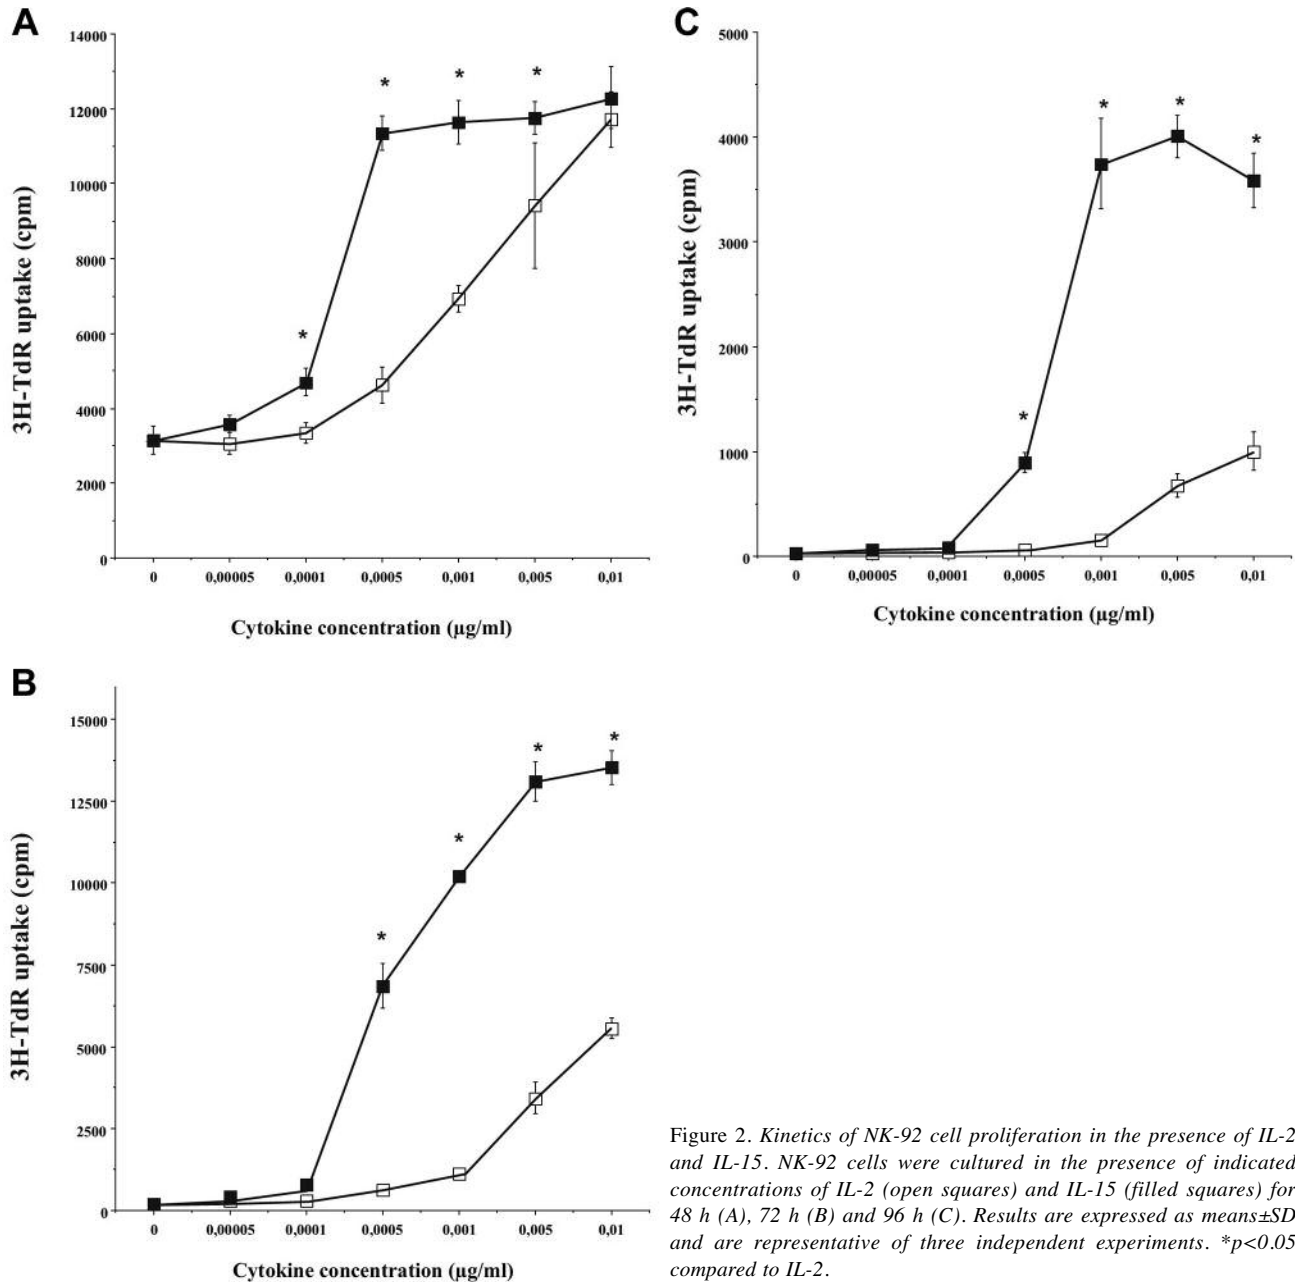 A
14000
12000
10000
8000
6000
4000
2000
0
3H-TdR uptake (cpm)
* * * *
0 0,00005 0,0001 0,0005 0,001 0,005 0,01
Cytokine concentration (µg/ml)
B
15000
12500
10000
7500
5000
2500
0
3H-TdR uptake (cpm)
* * * *
0 0,00005 0,0001 0,0005 0,001 0,005 0,01
Cytokine concentration (µg/ml)
C
5000
4000
3000
2000
1000
0
3H-TdR uptake (cpm)
* * * *
0 0,00005 0,0001 0,0005 0,001 0,005 0,01
Cytokine concentration (µg/ml)
Figure 2. Kinetics of NK-92 cell proliferation in the presence of IL-2
and IL-15. NK-92 cells were cultured in the presence of indicated
concentrations of IL-2 (open squares) and IL-15 (filled squares) for
48 h (A), 72 h (B) and 96 h (C). Results are expressed as means±SD
and are representative of three independent experiments. *p<0.05
compared to IL-2.